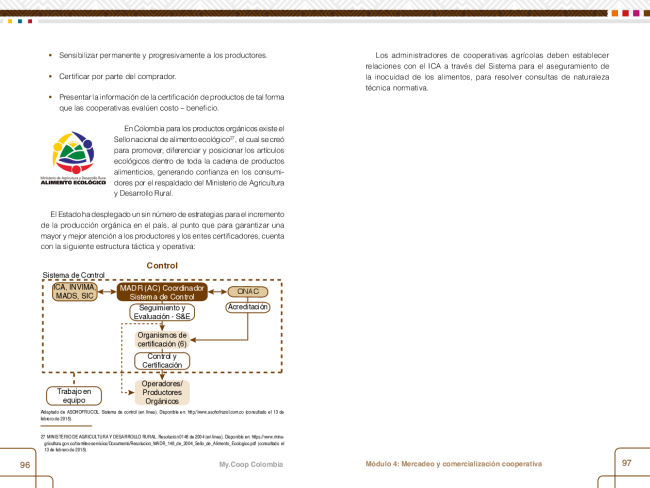 • Sensibilizar permanente y progresivamente a los productores.
• Certificar por parte del comprador.
• Presentar la información de la certificación de productos de tal forma
que las cooperativas evalúen costo – beneficio.
En Colombia para los productos orgánicos existe el
Sello nacional de alimento ecológico27, el cual se creó
para promover, diferenciar y posicionar los artículos
ecológicos dentro de toda la cadena de productos
alimenticios, generando confianza en los consumi-
dores por el respaldado del Ministerio de Agricultura
y Desarrollo Rural.
Ministerio de Agricultura y Desarrollo Rural
ALIMENTO ECOLÓGICO
El Estado ha desplegado un sin número de estrategias para el incremento
de la producción orgánica en el país, al punto que para garantizar una
mayor y mejor atención a los productores y los entes certificadores, cuenta
con la siguiente estructura táctica y operativa:
Control
Sistema de Control
ICA, INVIMA,
MADS, SIC
MADR (AC) Coordinador
Sistema de Control
ONAC
Seguimiento y
Evaluación - S&E
Acreditación
Organismos de
certificación (6)
Control y
Certificación
Trabajo en
equipo
Operadores/
Productores
Orgánicos
Adaptado de ASOHOFRUCOL. Sistema de control (en línea). Disponible en: http://www.asohofrucol.com.co (consultado el 13 de
febrero de 2015).
27 MINISTERIO DE AGRICULTURA Y DESARROLLO RURAL. Resolución 0148 de 2004 (en línea). Disponible en: https://www.mina-
gricultura.gov.co/tramites-servicios/Documents/Resolucion_MADR_148_de_2004_Sello_de_Alimento_Ecologico.pdf (consultado el
13 de febrero de 2015).
96
My.Coop Colombia
Los administradores de cooperativas agrícolas deben establecer
relaciones con el ICA a través del Sistema para el aseguramiento de
la inocuidad de los alimentos, para resolver consultas de naturaleza
técnica normativa.
Módulo 4: Mercadeo y comercialización cooperativa
97